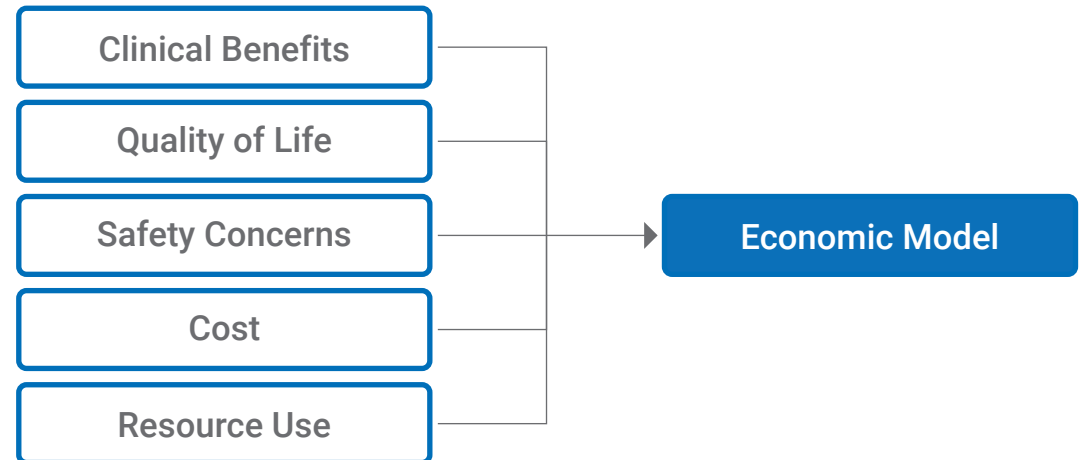 Clinical Benefits
Quality of Life
Safety Concerns
Cost
Resource Use
Economic Model